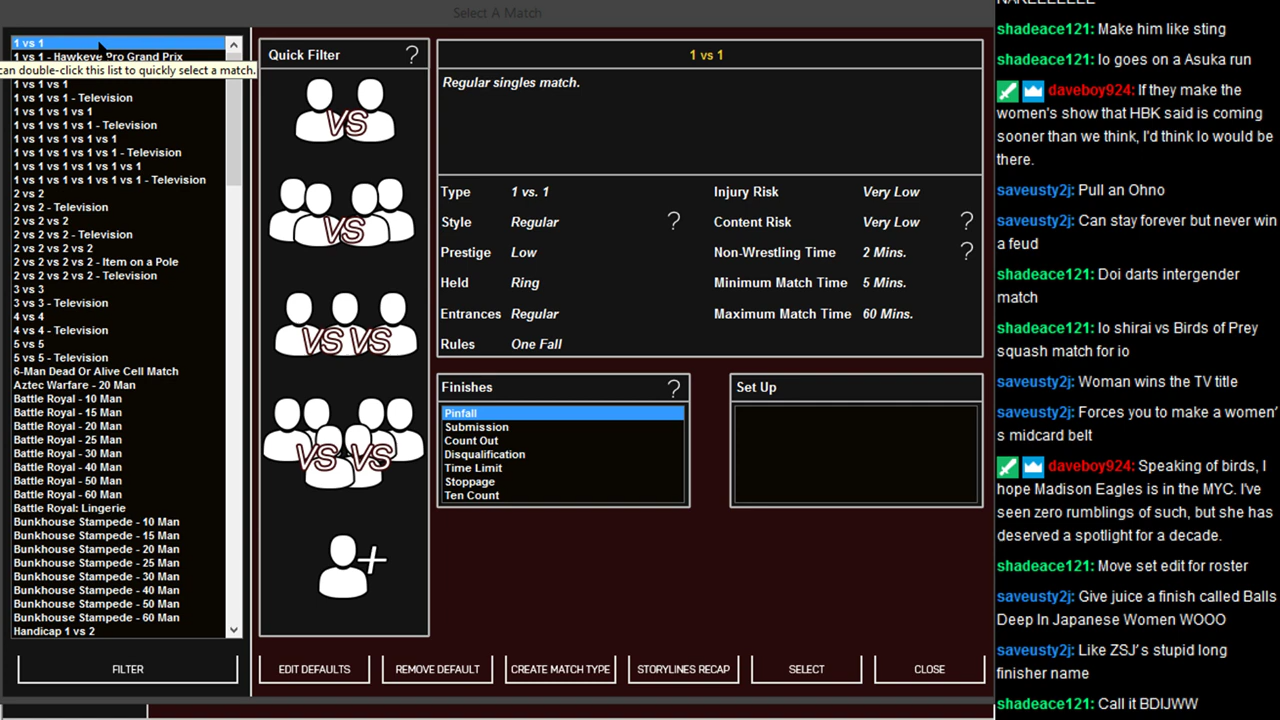 Select A Match
1 vs 1
1 vs 1 - Hawkeye Pro Grand Prix
can double-click this list to quickly select a match.
1 vs 1 vs 1
1 vs 1 vs 1 - Television
1 vs 1 vs 1 vs 1
1 vs 1 vs 1 vs 1 - Television
1 vs 1 vs 1 vs 1 vs 1
1 vs 1 vs 1 vs 1 vs 1 - Television
1 vs 1 vs 1 vs 1 vs 1 vs 1
1 vs 1 vs 1 vs 1 vs 1 vs 1 - Television
2 vs 2
2 vs 2 - Television
2 vs 2 vs 2
2 vs 2 vs 2 - Television
2 vs 2 vs 2 vs 2
2 vs 2 vs 2 vs 2 - Item on a Pole
2 vs 2 vs 2 vs 2 - Television
3 vs 3
3 vs 3 - Television
4 vs 4
4 vs 4 - Television
5 vs 5
5 vs 5 - Television
6-Man Dead Or Alive Cell Match
Aztec Warfare - 20 Man
Battle Royal - 10 Man
Battle Royal - 15 Man
Battle Royal - 20 Man
Battle Royal - 25 Man
Battle Royal - 30 Man
Battle Royal - 40 Man
Battle Royal - 50 Man
Battle Royal - 60 Man
Battle Royal: Lingerie
Bunkhouse Stampede - 10 Man
Bunkhouse Stampede - 15 Man
Bunkhouse Stampede - 20 Man
Bunkhouse Stampede - 25 Man
Bunkhouse Stampede - 30 Man
Bunkhouse Stampede - 40 Man
Bunkhouse Stampede - 50 Man
Bunkhouse Stampede - 60 Man
Handicap 1 vs 2
FILTER
Quick Filter ?
VS
VS
VS VS
VS VS
+
1 vs 1
Regular singles match.
Type 1 vs. 1
Style Regular ?
Prestige Low
Held Ring
Entrances Regular
Rules One Fall
Injury Risk Very Low
Content Risk Very Low ?
Non-Wrestling Time 2 Mins. ?
Minimum Match Time 5 Mins.
Maximum Match Time 60 Mins.
Finishes ?
Pinfall
Submission
Count Out
Disqualification
Time Limit
Stoppage
Ten Count
Set Up
EDIT DEFAULTS
REMOVE DEFAULT
CREATE MATCH TYPE
STORYLINES RECAP
SELECT
CLOSE
shadeace121: Make him like sting
shadeace121: Io goes on a Asuka run
daveboy924: If they make the
women's show that HBK said is coming
sooner than we think, I'd think Io would be
there.
saveusty2j: Pull an Ohno
saveusty2j: Can stay forever but never win
a feud
shadeace121: Doi darts intergender
match
shadeace121: Io shirai vs Birds of Prey
squash match for io
saveusty2j: Woman wins the TV title
saveusty2j: Forces you to make a women’
s midcard belt
daveboy924: Speaking of birds, I
hope Madison Eagles is in the MYC. I've
seen zero rumblings of such, but she has
deserved a spotlight for a decade.
shadeace121: Move set edit for roster
saveusty2j: Give juice a finish called Balls
Deep In Japanese Women WOOO
saveusty2j: Like ZSJ’s stupid long
finisher name
shadeace121: Call it BDIJWW